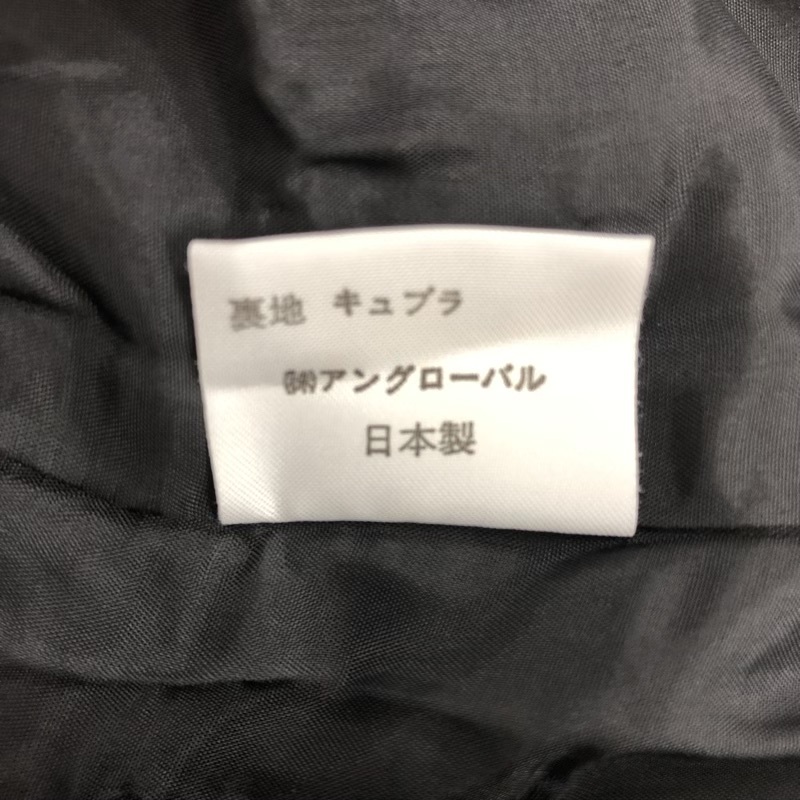 裏地 キュプラ
㈱アングローバル
日本製